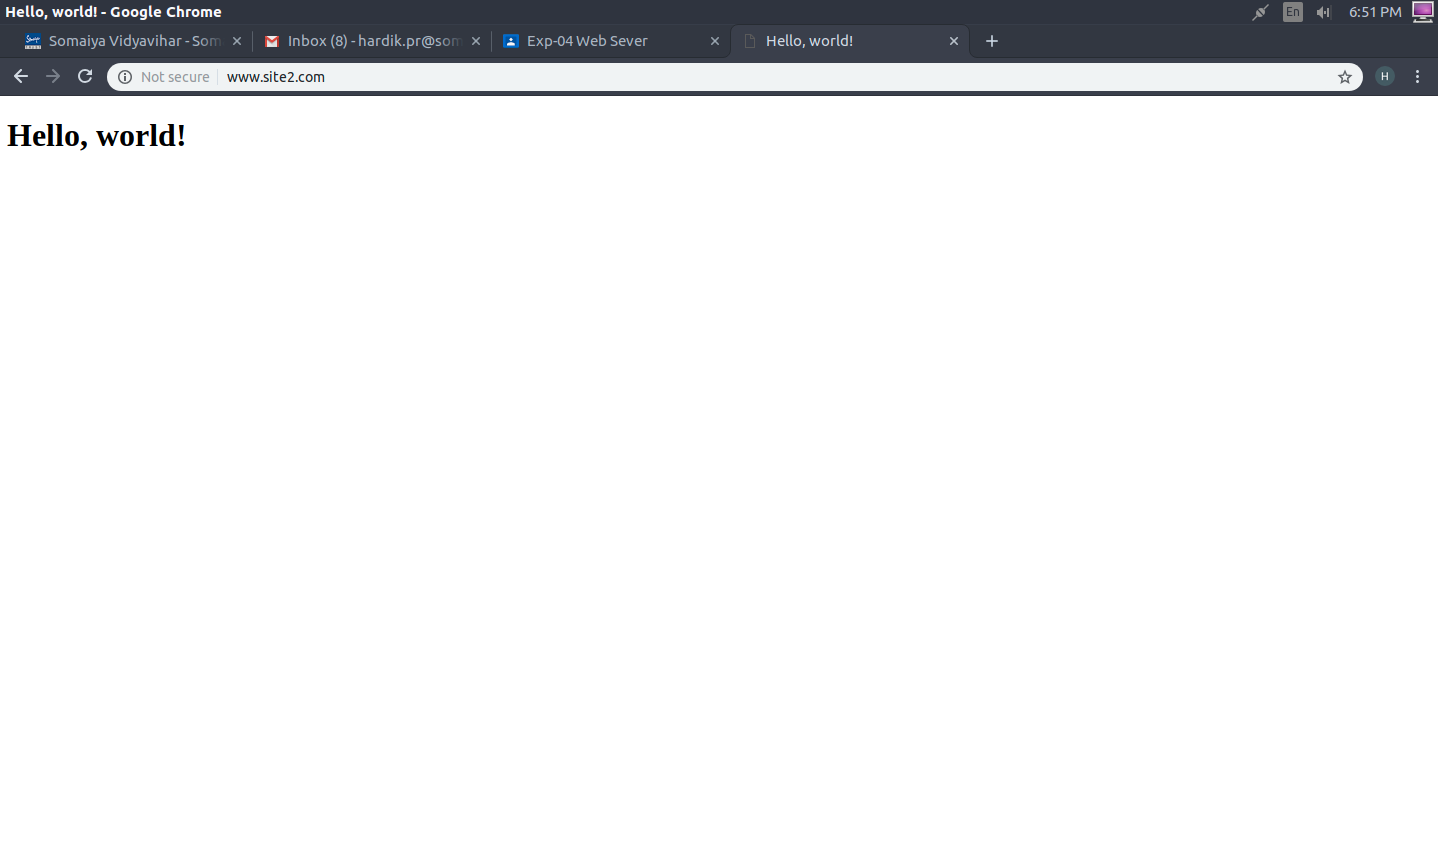 Hello, world! - Google Chrome
En
6:51 PM
Somaiya Vidyavihar - Som
Inbox (8) - hardik.pr@som
Exp-04 Web Sever
Hello, world!
Not secure
www.site2.com
H
Hello, world!